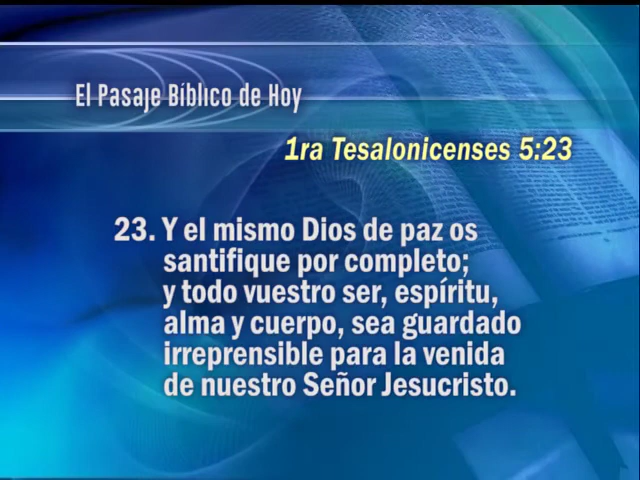 El Pasaje Bíblico de Hoy
1ra Tesalonicenses 5:23
23. Y el mismo Dios de paz os
santifique por completo;
y todo vuestro ser, espíritu,
alma y cuerpo, sea guardado
irreprensible para la venida
de nuestro Señor Jesucristo.